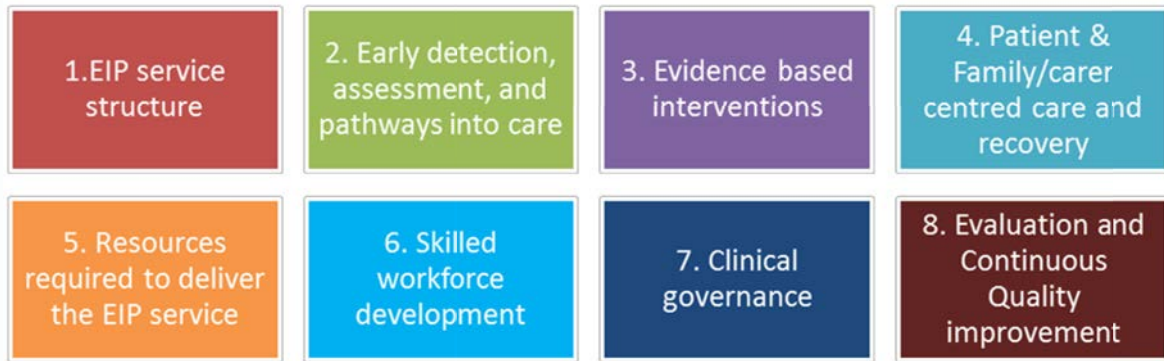 1.EIP service
structure
2. Early detection,
assessment, and
pathways into care
3. Evidence based
interventions
4. Patient &
Family/carer
centred care and
recovery
5. Resources
required to deliver
the EIP service
6. Skilled
workforce
development
7. Clinical
governance
8. Evaluation and
Continuous
Quality
improvement